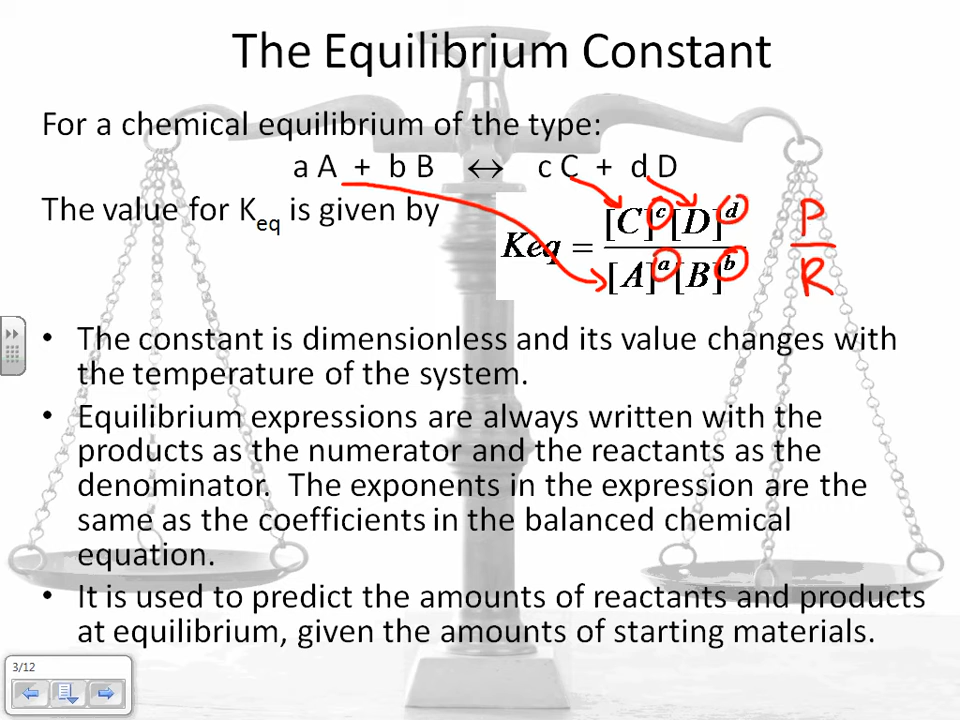 The Equilibrium Constant
For a chemical equilibrium of the type:
a A + b B ↔ c C + d D
The value for Keq is given by
Keq = [C]^c [D]^d / [A]^a [B]^b
P
R
• The constant is dimensionless and its value changes with
the temperature of the system.
• Equilibrium expressions are always written with the
products as the numerator and the reactants as the
denominator. The exponents in the expression are the
same as the coefficients in the balanced chemical
equation.
• It is used to predict the amounts of reactants and products
at equilibrium, given the amounts of starting materials.
3/12